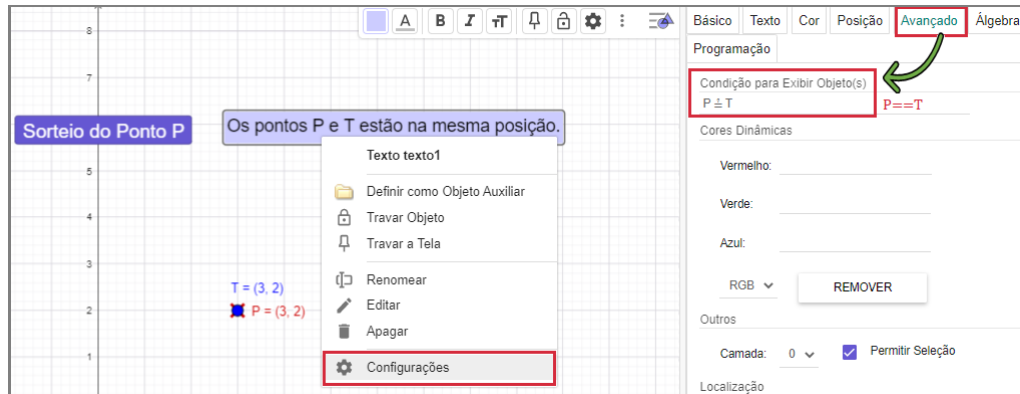 A B I TT
Básico Texto Cor Posição Avançado Álgebra
Programação
Condição para Exibir Objeto(s)
P ≟ T
P==T
Cores Dinâmicas
Vermelho:
Verde:
Azul:
RGB
REMOVER
Outros
Camada: 0
Permitir Seleção
Localização
8
7
5
4
3
2
1
Sorteio do Ponto P
Os pontos P e T estão na mesma posição.
Texto texto1
Definir como Objeto Auxiliar
Travar Objeto
Travar a Tela
Renomear
Editar
Apagar
Configurações
T = (3, 2)
P = (3, 2)